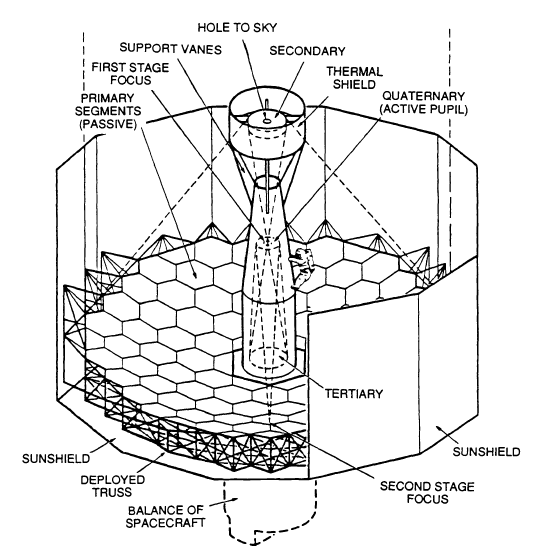 HOLE TO SKY
SUPPORT VANES
SECONDARY
FIRST STAGE
FOCUS
THERMAL
SHIELD
PRIMARY
SEGMENTS
(PASSIVE)
QUATERNARY
(ACTIVE PUPIL)
TERTIARY
SUNSHIELD
SUNSHIELD
DEPLOYED
TRUSS
SECOND STAGE
FOCUS
BALANCE OF
SPACECRAFT